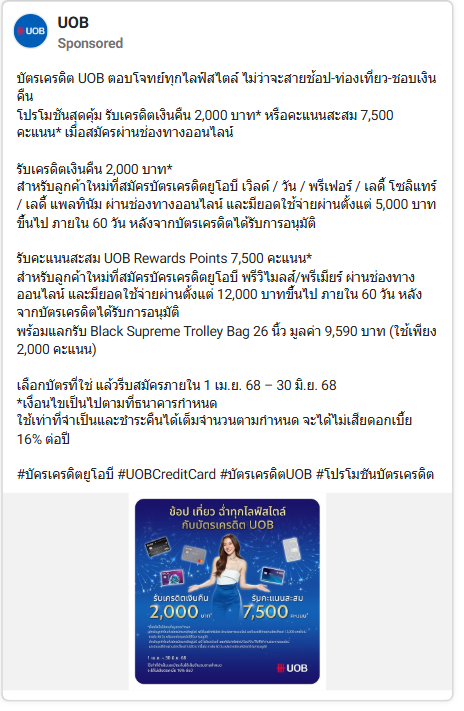 UOB
Sponsored
บัตรเครดิต UOB ตอบโจทย์ทุกไลฟ์สไตล์ ไม่ว่าจะสายช้อป-ท่องเที่ยว-ชอบเงิน
คืน
โปรโมชันสุดคุ้ม รับเครดิตเงินคืน 2,000 บาท* หรือคะแนนสะสม 7,500
คะแนน* เมื่อสมัครผ่านช่องทางออนไลน์
รับเครดิตเงินคืน 2,000 บาท*
สำหรับลูกค้าใหม่ที่สมัครบัตรเครดิตยูโอบี เวิลด์ / วัน / พรีเฟอร์ / เลดี้ โซลิแทร์
/ เลดี้ แพลทินัม ผ่านช่องทางออนไลน์ และมียอดใช้จ่ายผ่านตั้งแต่ 5,000 บาท
ขึ้นไป ภายใน 60 วัน หลังจากบัตรเครดิตได้รับการอนุมัติ
รับคะแนนสะสม UOB Rewards Points 7,500 คะแนน*
สำหรับลูกค้าใหม่ที่สมัครบัครเครดิตยูโอบี พรีวิไมลส์/พรีเมียร์ ผ่านช่องทาง
ออนไลน์ และมียอดใช้จ่ายผ่านตั้งแต่ 12,000 บาทขึ้นไป ภายใน 60 วัน หลัง
จากบัตรเครดิตได้รับการอนุมัติ
พร้อมแลกรับ Black Supreme Trolley Bag 26 นิ้ว มูลค่า 9,590 บาท (ใช้เพียง
2,000 คะแนน)
เลือกบัตรที่ใช่ แล้วรีบสมัครภายใน 1 เม.ย. 68 – 30 มิ.ย. 68
*เงื่อนไขเป็นไปตามที่ธนาคารกำหนด
ใช้เท่าที่จำเป็นและชำระคืนได้เต็มจำนวนตามกำหนด จะได้ไม่เสียดอกเบี้ย
16% ต่อปี
#บัครเครดิตยูโอบี #UOBCreditCard #บัตรเครดิตUOB #โปรโมชันบัตรเครดิต
ช้อป เที่ยว ฉ่ำทุกไลฟ์สไตล์
กับบัตรเครดิต UOB
รับเครดิตเงินคืน
2,000 บาท*
รับคะแนนสะสม
7,500 คะแนน*
1 เม.ย. – 30 มิ.ย. 68
UOB